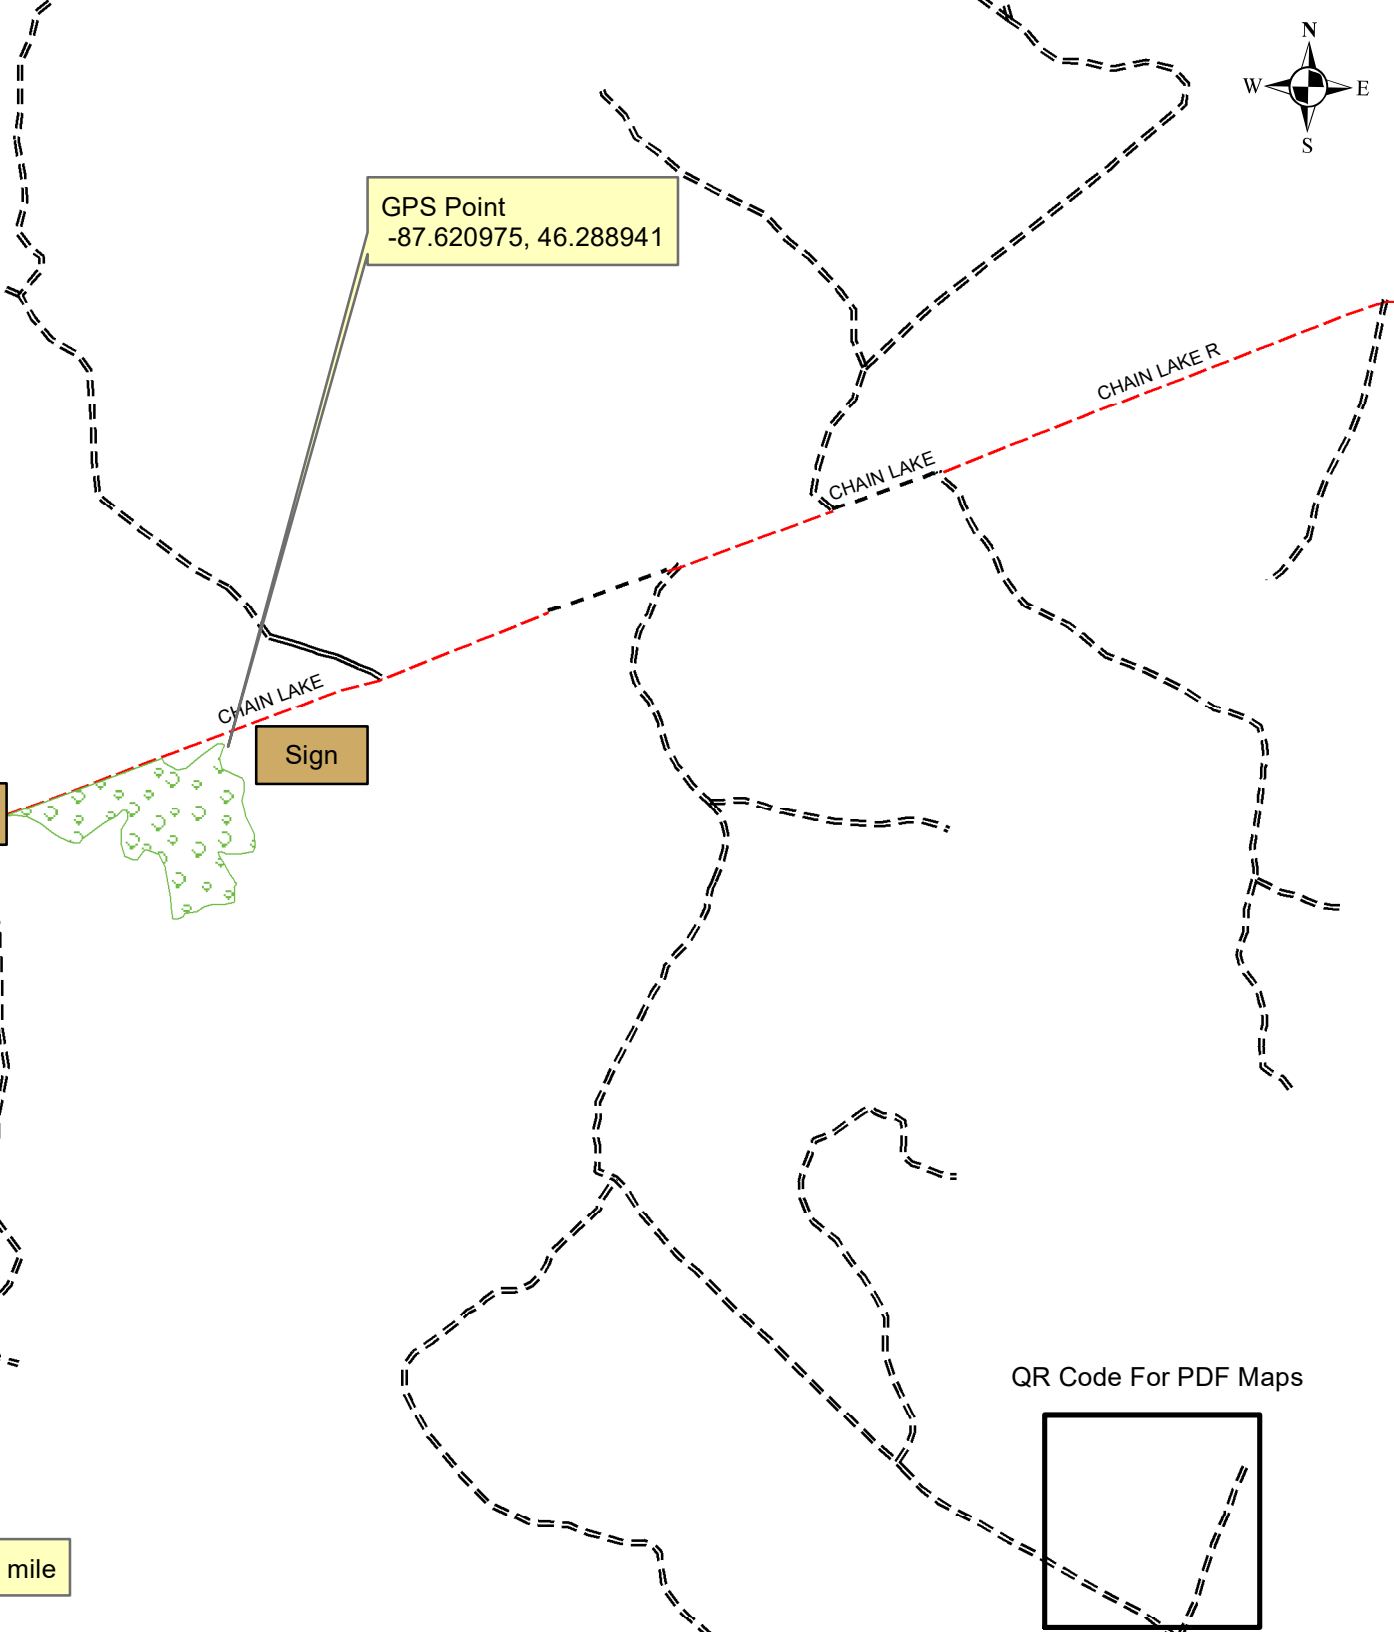 N
W E
S
GPS Point
-87.620975, 46.288941
CHAIN LAKE R
CHAIN LAKE
CHAIN LAKE
Sign
QR Code For PDF Maps
mile